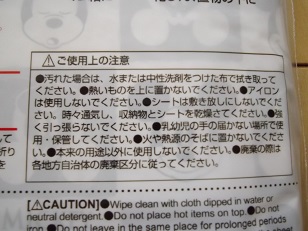 ⚠ご使用上の注意
●汚れた場合は、水または中性洗剤をつけた布で拭き取って
ください。●熱いものを上に置かないでください。●アイロン
は使用しないでください。●シートは敷き放しにしないでくだ
さい。時々通気し、収納物とシートを乾燥させてください。●強
く引っ張らないでください。●乳幼児の手の届かない場所で使
用・保管してください。●火や熱源のそばに置かないでくださ
い。●本来の用途以外に使用しないでください。●廃棄の際は
各地方自治体の廃棄区分に従ってください。
[⚠CAUTION]●Wipe clean with cloth dipped in water or
neutral detergent.●Do not place hot items on top.●Do not
iron.●Do not leave in the same place for prolonged periods